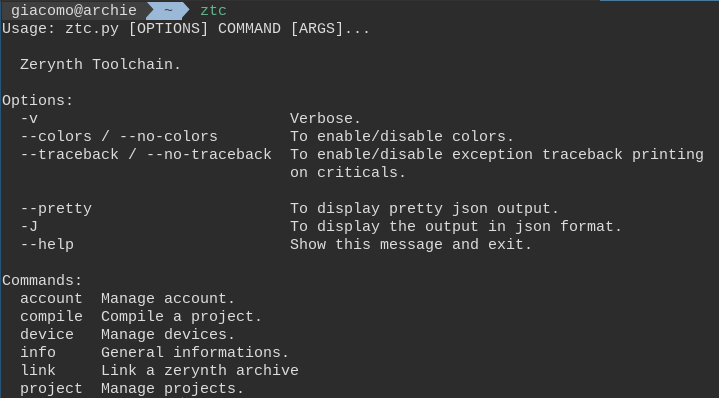 giacomo@archie ~ ztc
Usage: ztc.py [OPTIONS] COMMAND [ARGS]...
Zerynth Toolchain.
Options:
-v Verbose.
--colors / --no-colors To enable/disable colors.
--traceback / --no-traceback To enable/disable exception traceback printing
on criticals.
--pretty To display pretty json output.
-J To display the output in json format.
--help Show this message and exit.
Commands:
account Manage account.
compile Compile a project.
device Manage devices.
info General informations.
link Link a zerynth archive
project Manage projects.